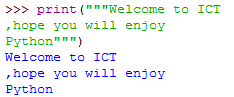 >>> print("""Welcome to ICT
,hope you will enjoy
Python""")
Welcome to ICT
,hope you will enjoy
Python